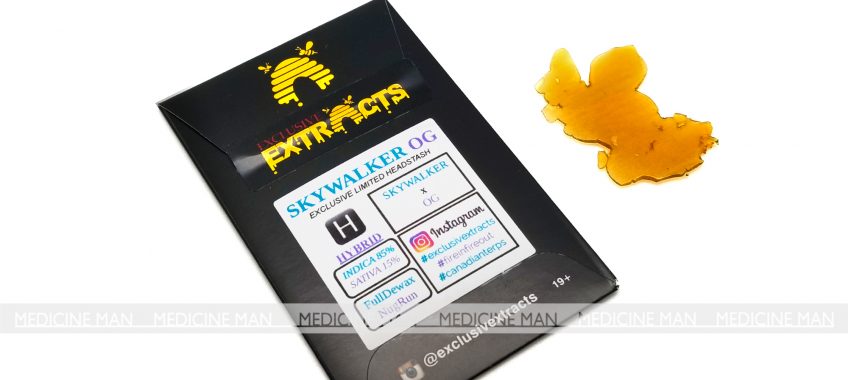 EXCLUSIVE
EXTRACTS
SKYWALKER OG
EXCLUSIVE LIMITED HEADSTASH
H
HYBRID
INDICA 85%
SATIVA 15%
FullDewax
NugRun
SKYWALKER
x
OG
Instagram
#exclusivextracts
#fireinfireout
#canadianterps
@exclusivextracts
19+
MEDICINE MAN MEDICINE MAN MEDICINE MAN MEDICINE MAN MEDICINE MAN MEDICINE MAN